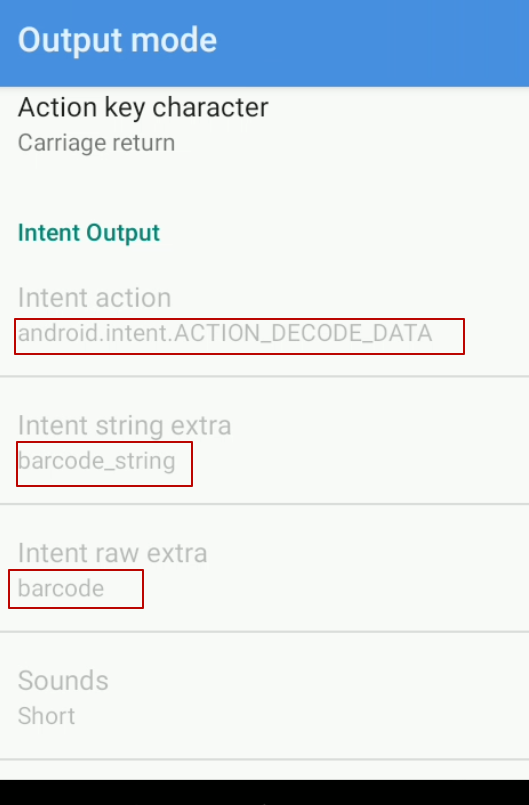 Output mode
Action key character
Carriage return
Intent Output
Intent action
android.intent.ACTION_DECODE_DATA
Intent string extra
barcode_string
Intent raw extra
barcode
Sounds
Short